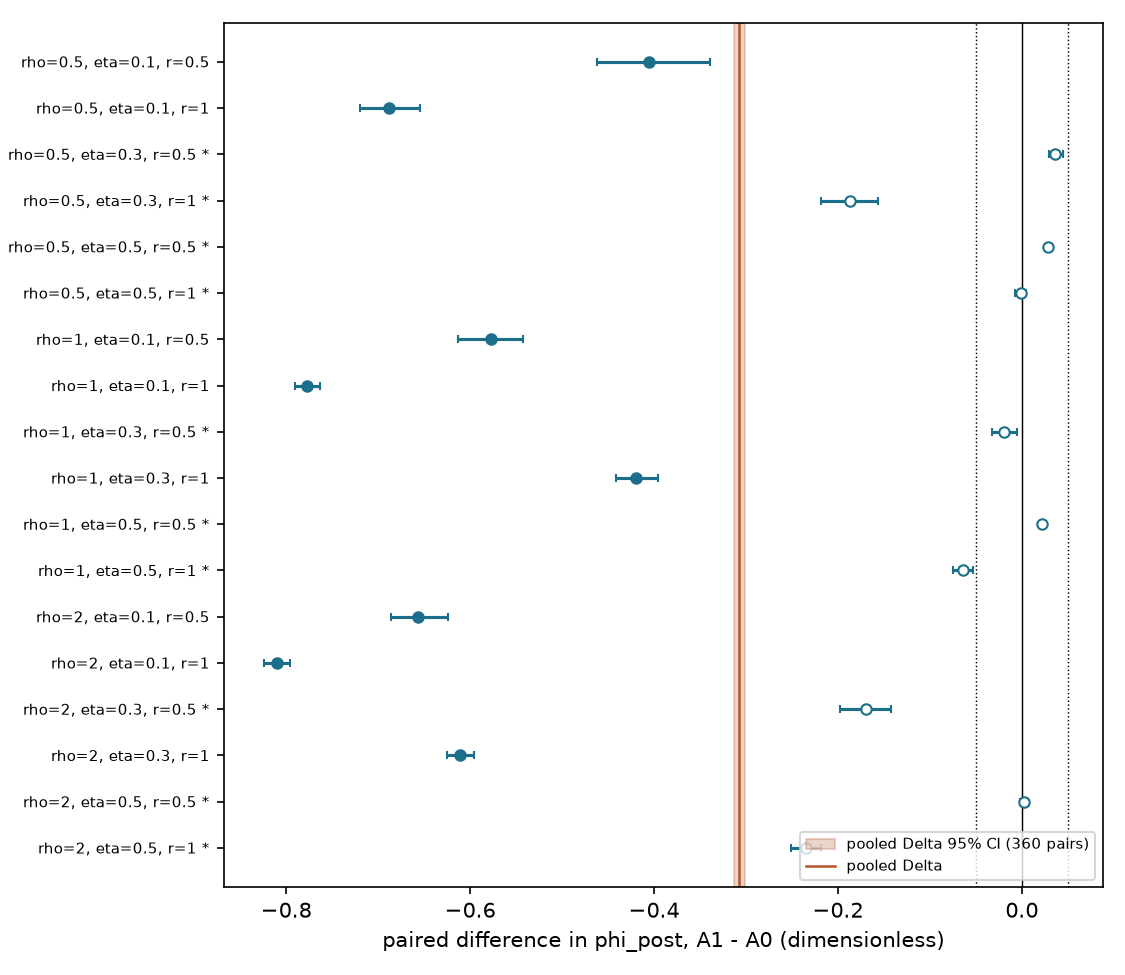 rho=0.5, eta=0.1, r=0.5
rho=0.5, eta=0.1, r=1
rho=0.5, eta=0.3, r=0.5 *
rho=0.5, eta=0.3, r=1 *
rho=0.5, eta=0.5, r=0.5 *
rho=0.5, eta=0.5, r=1 *
rho=1, eta=0.1, r=0.5
rho=1, eta=0.1, r=1
rho=1, eta=0.3, r=0.5 *
rho=1, eta=0.3, r=1
rho=1, eta=0.5, r=0.5 *
rho=1, eta=0.5, r=1 *
rho=2, eta=0.1, r=0.5
rho=2, eta=0.1, r=1
rho=2, eta=0.3, r=0.5 *
rho=2, eta=0.3, r=1
rho=2, eta=0.5, r=0.5 *
rho=2, eta=0.5, r=1 *
pooled Delta 95% CI (360 pairs)
pooled Delta
−0.8 −0.6 −0.4 −0.2 0.0
paired difference in phi_post, A1 - A0 (dimensionless)